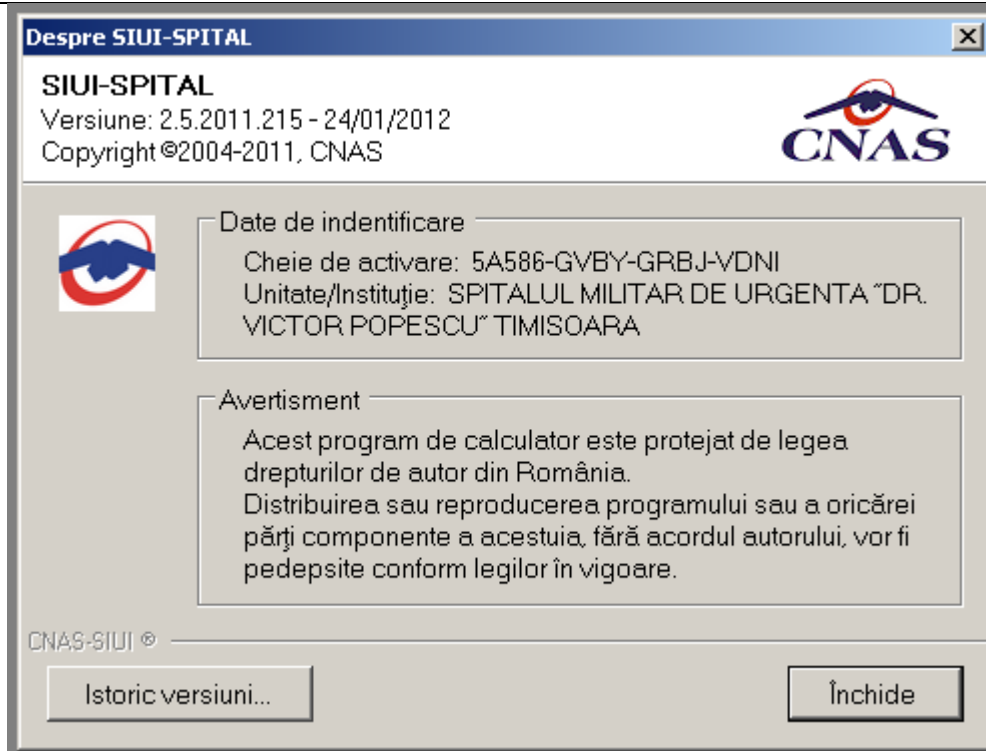 Despre SIUI-SPITAL
SIUI-SPITAL
Versiune: 2.5.2011.215 - 24/01/2012
Copyright ©2004-2011, CNAS
CNAS
Date de indentificare
Cheie de activare: 5A586-GVBY-GRBJ-VDNI
Unitate/Instituţie: SPITALUL MILITAR DE URGENTA ˝DR.
VICTOR POPESCU˝ TIMISOARA
Avertisment
Acest program de calculator este protejat de legea
drepturilor de autor din România.
Distribuirea sau reproducerea programului sau a oricărei
părţi componente a acestuia, fără acordul autorului, vor fi
pedepsite conform legilor în vigoare.
CNAS-SIUI ®
Istoric versiuni...
Închide